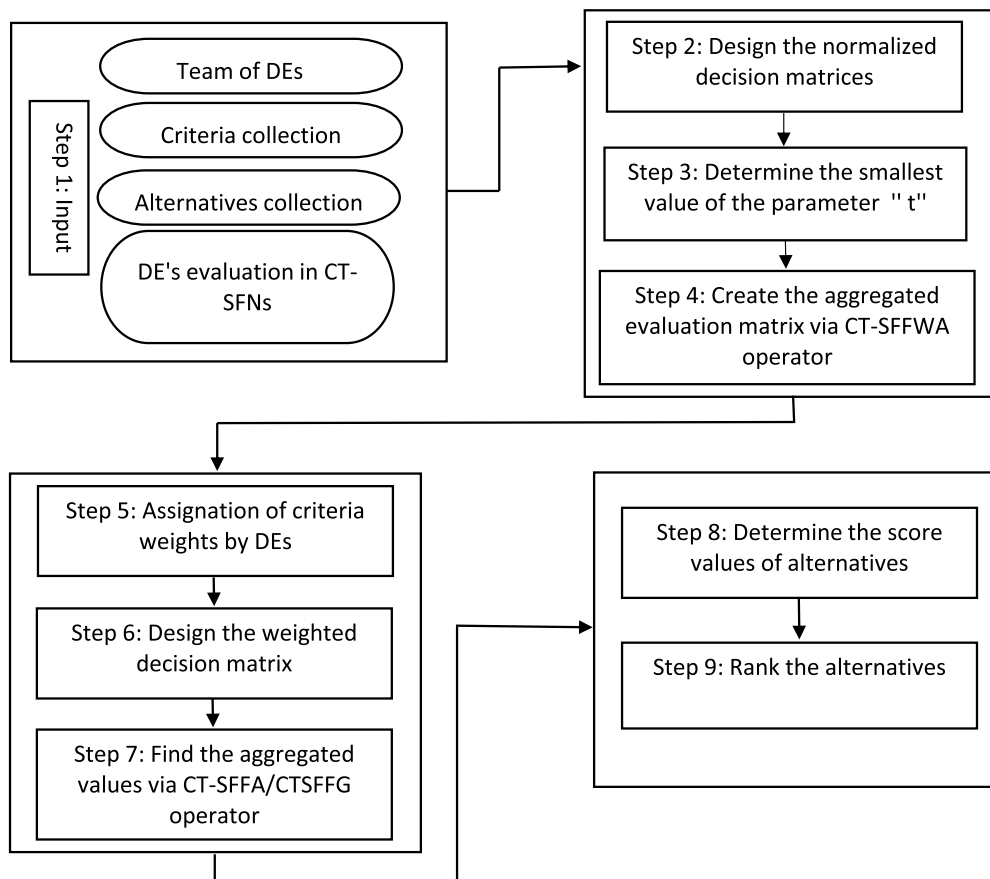 Step 1: Input
Team of DEs
Criteria collection
Alternatives collection
DE's evaluation in CT-
SFNs
Step 2: Design the normalized
decision matrices
Step 3: Determine the smallest
value of the parameter " t"
Step 4: Create the aggregated
evaluation matrix via CT-SFFWA
operator
Step 5: Assignation of criteria
weights by DEs
Step 6: Design the weighted
decision matrix
Step 7: Find the aggregated
values via CT-SFFA/CTSFFG
operator
Step 8: Determine the score
values of alternatives
Step 9: Rank the alternatives